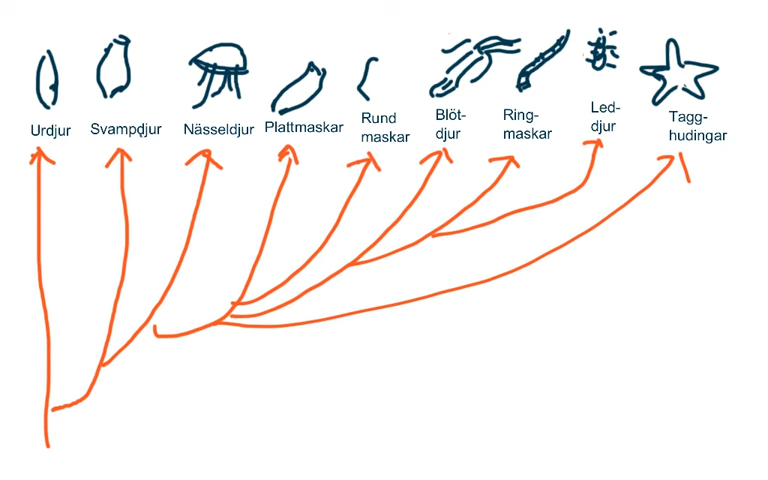 Urdjur
Svampdjur
Nässeldjur
Plattmaskar
Rund
maskar
Blöt-
djur
Ring-
maskar
Led-
djur
Tagg-
hudingar